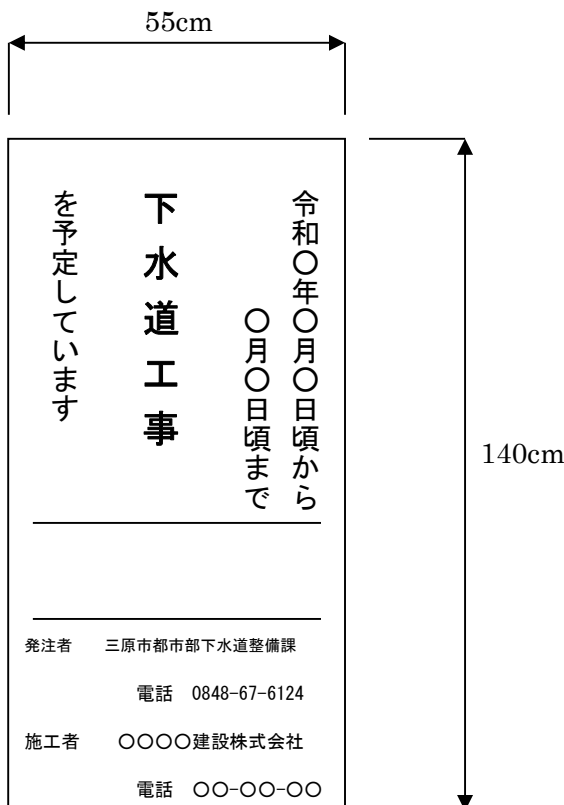 55cm
140cm
令和〇年〇月〇日頃から
〇月〇日頃まで
下水道工事
を予定しています
発注者 三原市都市部下水道整備課
電話 0848-67-6124
施工者 〇〇〇〇建設株式会社
電話 〇〇-〇〇-〇〇